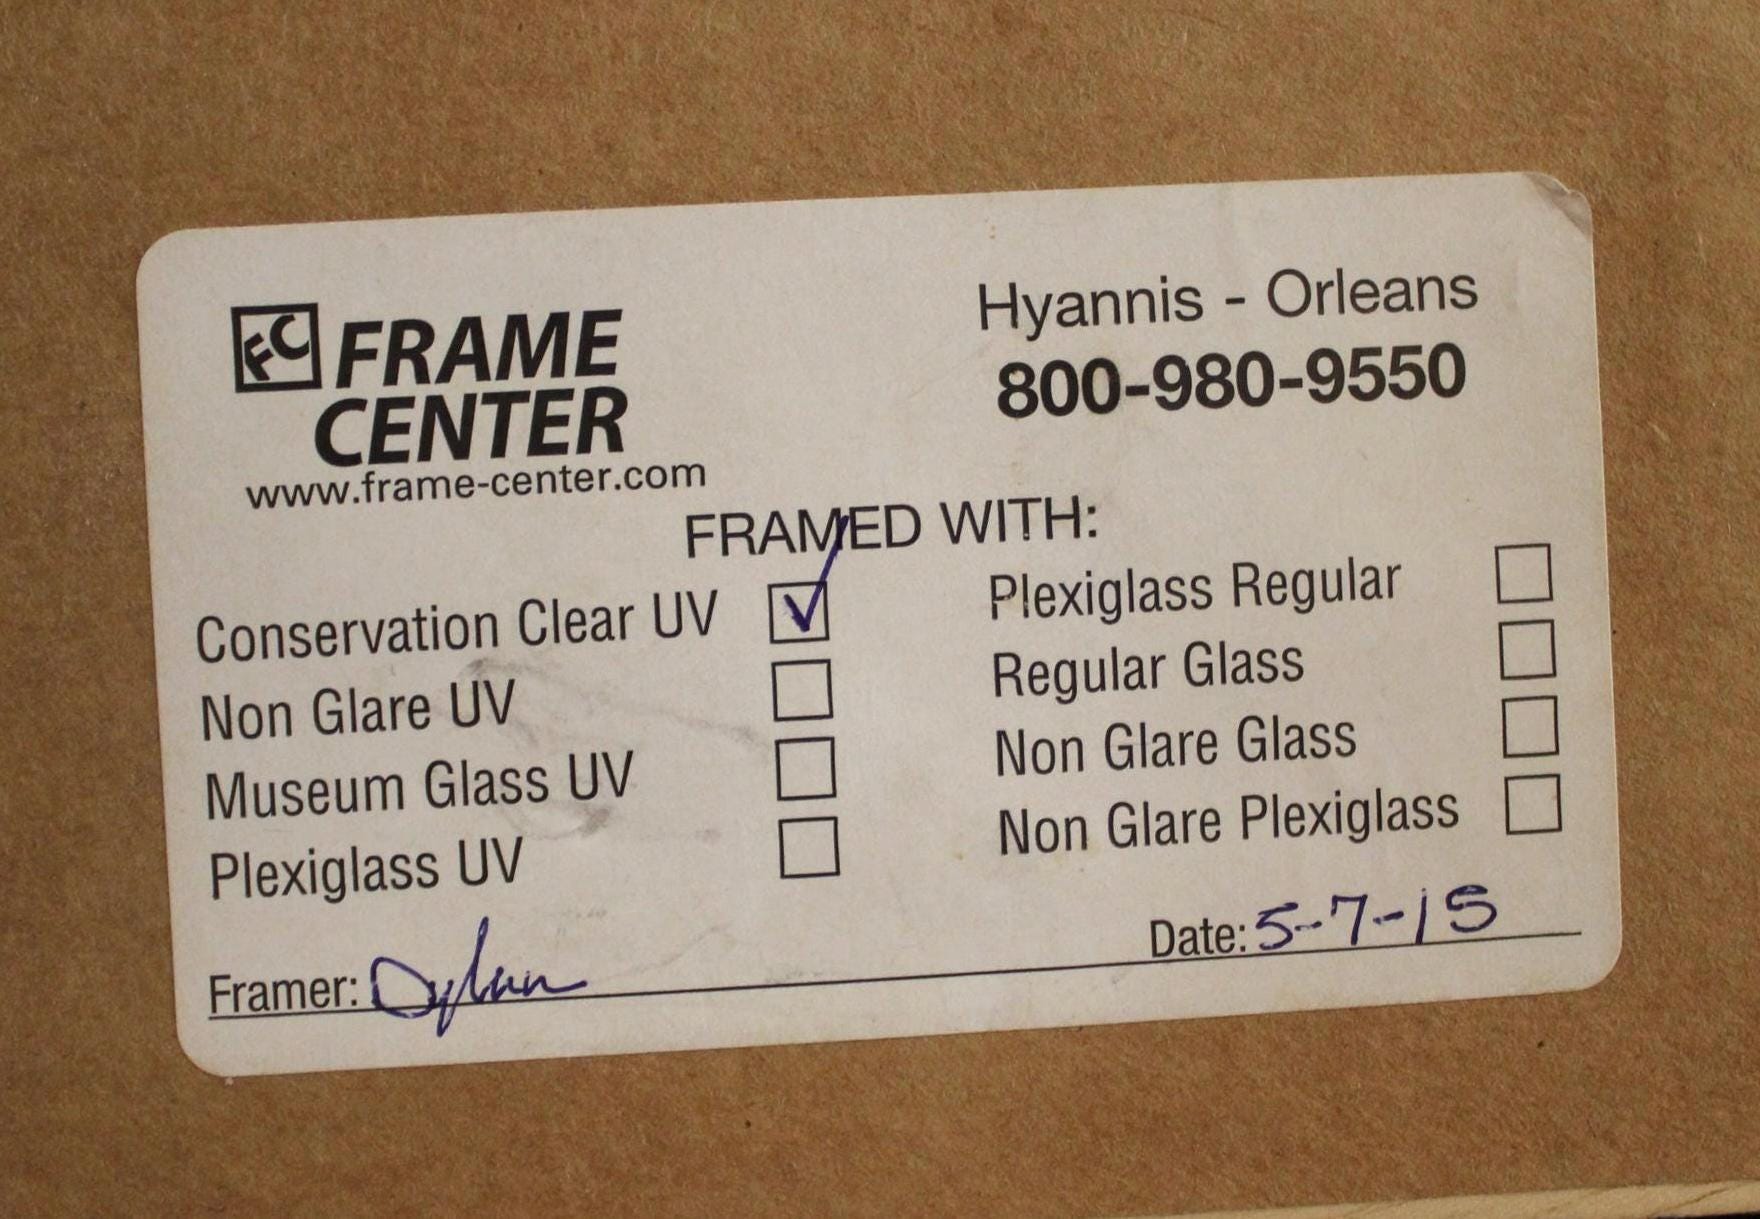 FC FRAME
CENTER
www.frame-center.com
Hyannis - Orleans
800-980-9550
FRAMED WITH:
Conservation Clear UV
Non Glare UV
Museum Glass UV
Plexiglass UV
Plexiglass Regular
Regular Glass
Non Glare Glass
Non Glare Plexiglass
Framer: Dylan
Date: 5-7-15